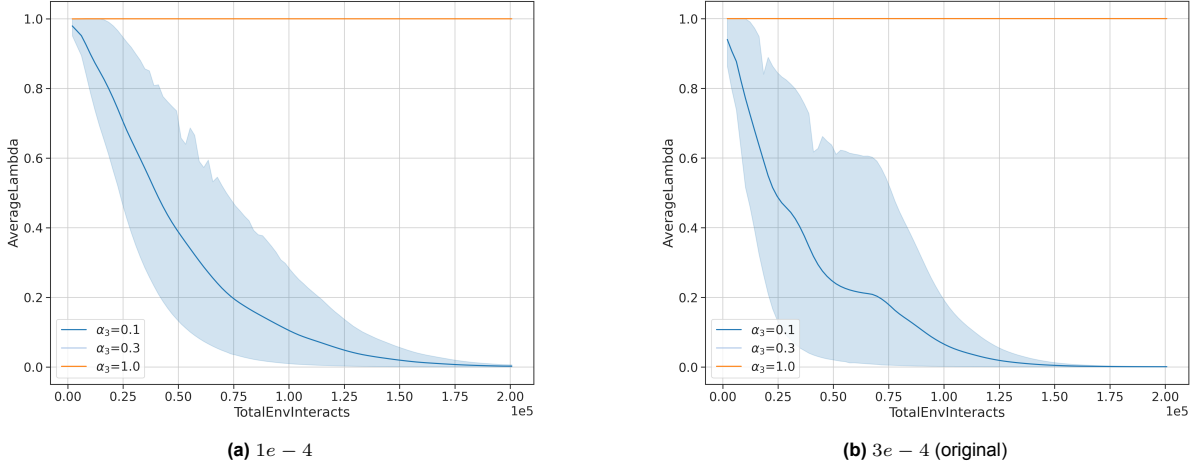 1.0
0.8
0.6
0.4
0.2
0.0
AverageLambda
α₃=0.1
α₃=0.3
α₃=1.0
0.00 0.25 0.50 0.75 1.00 1.25 1.50 1.75 2.00
TotalEnvInteracts
1e5
(a) 1e − 4
1.0
0.8
0.6
0.4
0.2
0.0
AverageLambda
α₃=0.1
α₃=0.3
α₃=1.0
0.00 0.25 0.50 0.75 1.00 1.25 1.50 1.75 2.00
TotalEnvInteracts
1e5
(b) 3e − 4 (original)